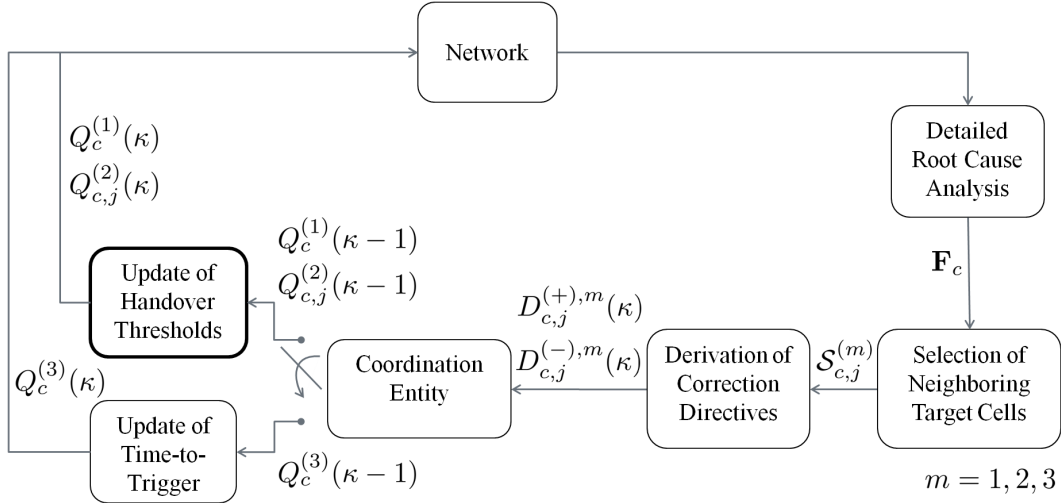 Network
Detailed
Root Cause
Analysis
Q_c^{(1)}(κ)
Q_{c,j}^{(2)}(κ)
F_c
Q_c^{(1)}(κ − 1)
Q_{c,j}^{(2)}(κ − 1)
Update of
Handover
Thresholds
D_{c,j}^{(+),m}(κ)
D_{c,j}^{(−),m}(κ)
Coordination
Entity
Derivation of
Correction
Directives
S_{c,j}^{(m)}
Selection of
Neighboring
Target Cells
Q_c^{(3)}(κ)
Update of
Time-to-
Trigger
Q_c^{(3)}(κ − 1)
m = 1, 2, 3